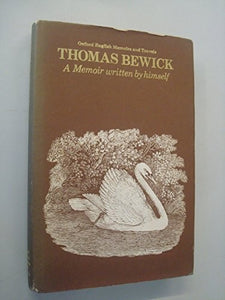 Oxford English Memoirs and Travels
THOMAS BEWICK
A Memoir written by himself